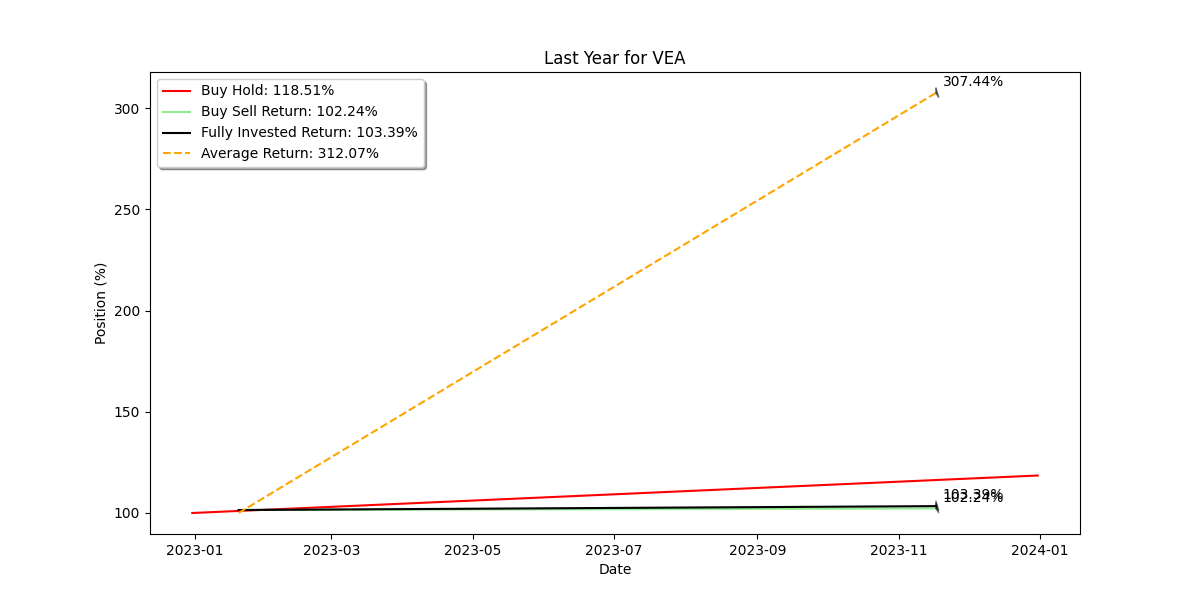 Last Year for VEA
Buy Hold: 118.51%
Buy Sell Return: 102.24%
Fully Invested Return: 103.39%
Average Return: 312.07%
307.44%
103.39%
102.24%
Position (%)
300
250
200
150
100
2023-01
2023-03
2023-05
2023-07
2023-09
2023-11
2024-01
Date